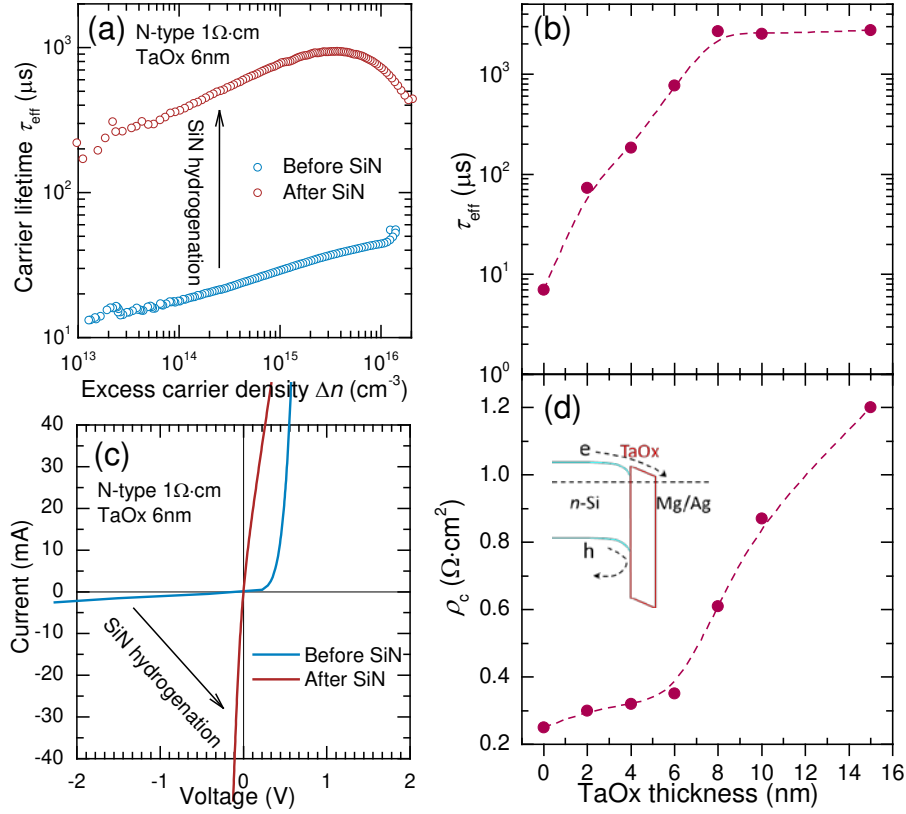 (a)
N-type 1Ω·cm
TaOx 6nm
Carrier lifetime τeff (μs)
10³
10²
10¹
SiN hydrogenation
Before SiN
After SiN
10¹³ 10¹⁴ 10¹⁵ 10¹⁶
Excess carrier density Δn (cm⁻³)
(b)
τeff (μs)
10³
10²
10¹
10⁰
(c)
N-type 1Ω·cm
TaOx 6nm
Current (mA)
40
30
20
10
0
-10
-20
-30
-40
SiN hydrogenation
Before SiN
After SiN
-2 -1 0 1 2
Voltage (V)
(d)
ρc (Ω·cm²)
1.2
1.0
0.8
0.6
0.4
0.2
e
TaOx
n-Si
Mg/Ag
h
0 2 4 6 8 10 12 14 16
TaOx thickness (nm)